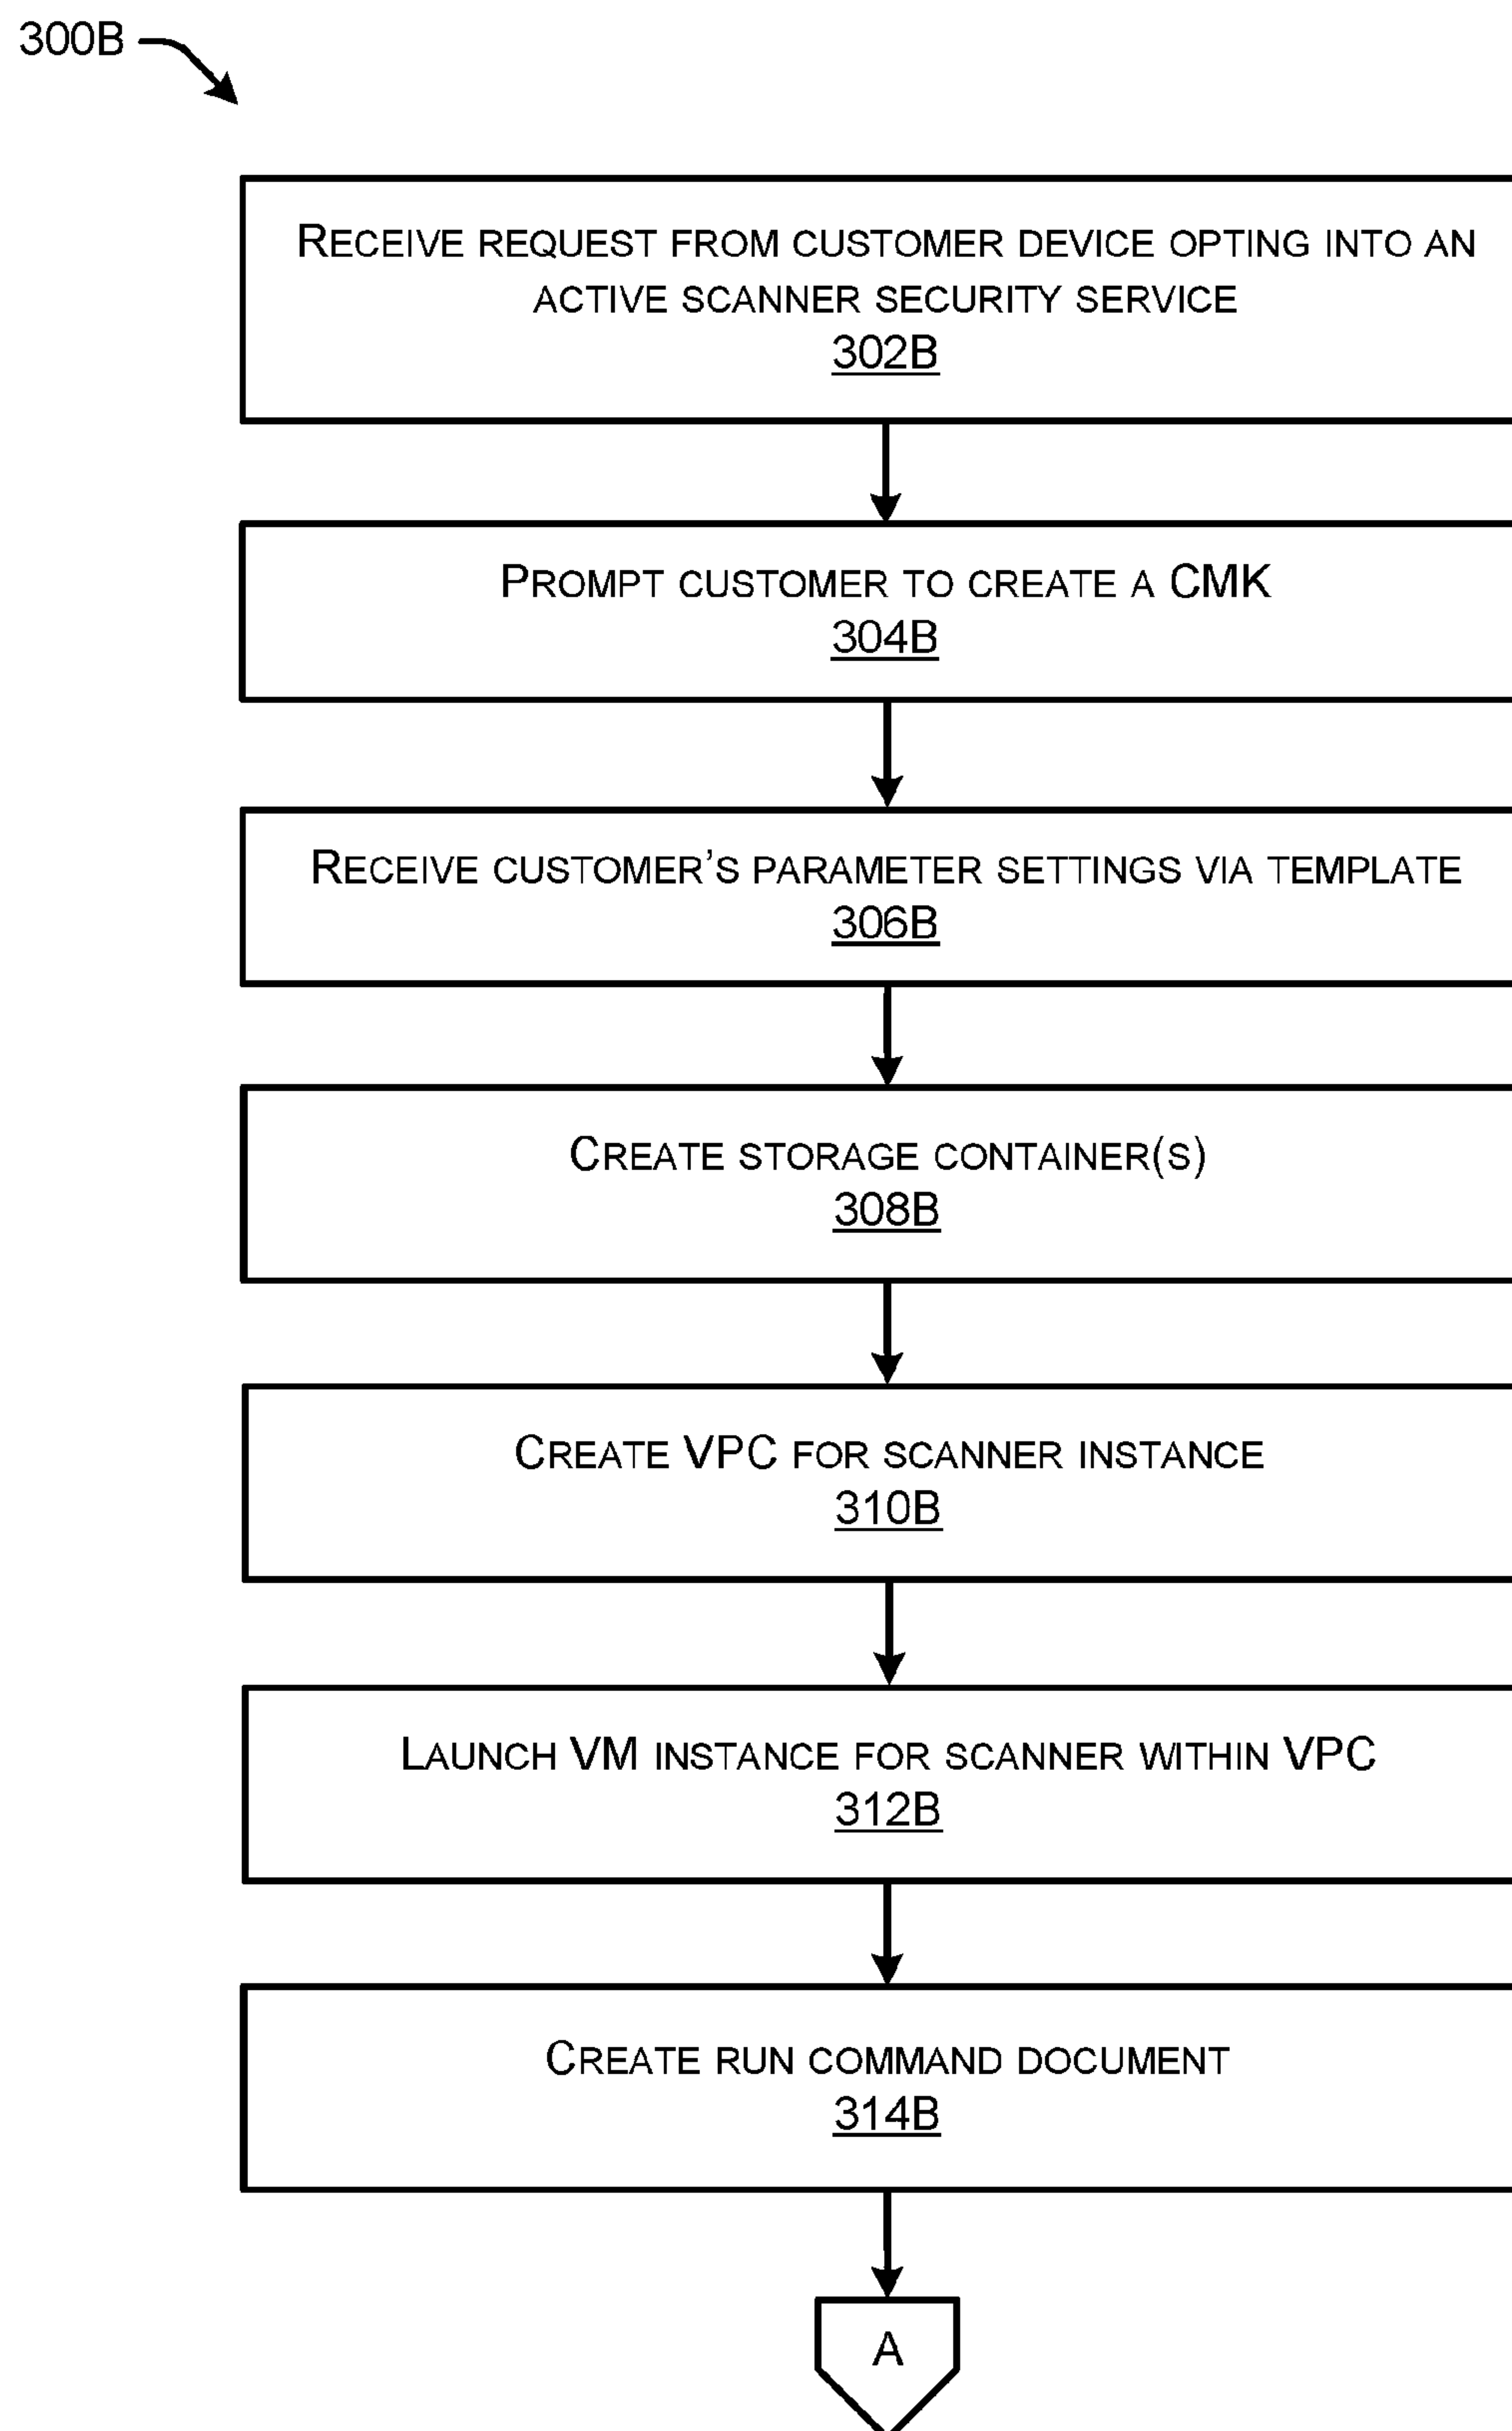 300B
RECEIVE REQUEST FROM CUSTOMER DEVICE OPTING INTO AN
ACTIVE SCANNER SECURITY SERVICE
302B
PROMPT CUSTOMER TO CREATE A CMK
304B
RECEIVE CUSTOMER'S PARAMETER SETTINGS VIA TEMPLATE
306B
CREATE STORAGE CONTAINER(S)
308B
CREATE VPC FOR SCANNER INSTANCE
310B
LAUNCH VM INSTANCE FOR SCANNER WITHIN VPC
312B
CREATE RUN COMMAND DOCUMENT
314B
A